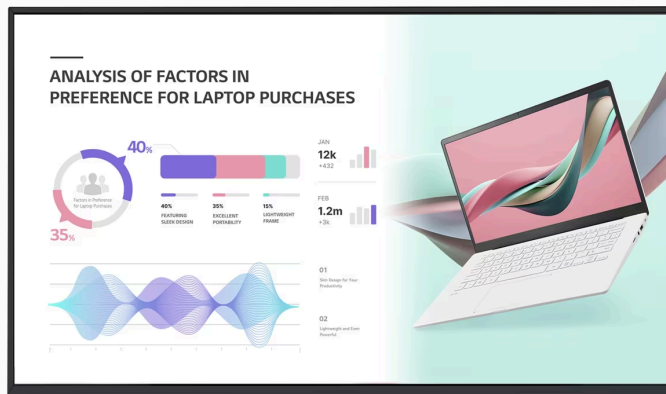 ANALYSIS OF FACTORS IN
PREFERENCE FOR LAPTOP PURCHASES
40%
Factors in Preference
for Laptop Purchases
35%
40%
FEATURING
SLEEK DESIGN
35%
EXCELLENT
PORTABILITY
15%
LIGHTWEIGHT
FRAME
JAN
12k
+432
FEB
1.2m
+3k
01
Slim Design for Your
Productivity
02
Lightweight and Even
Powerful